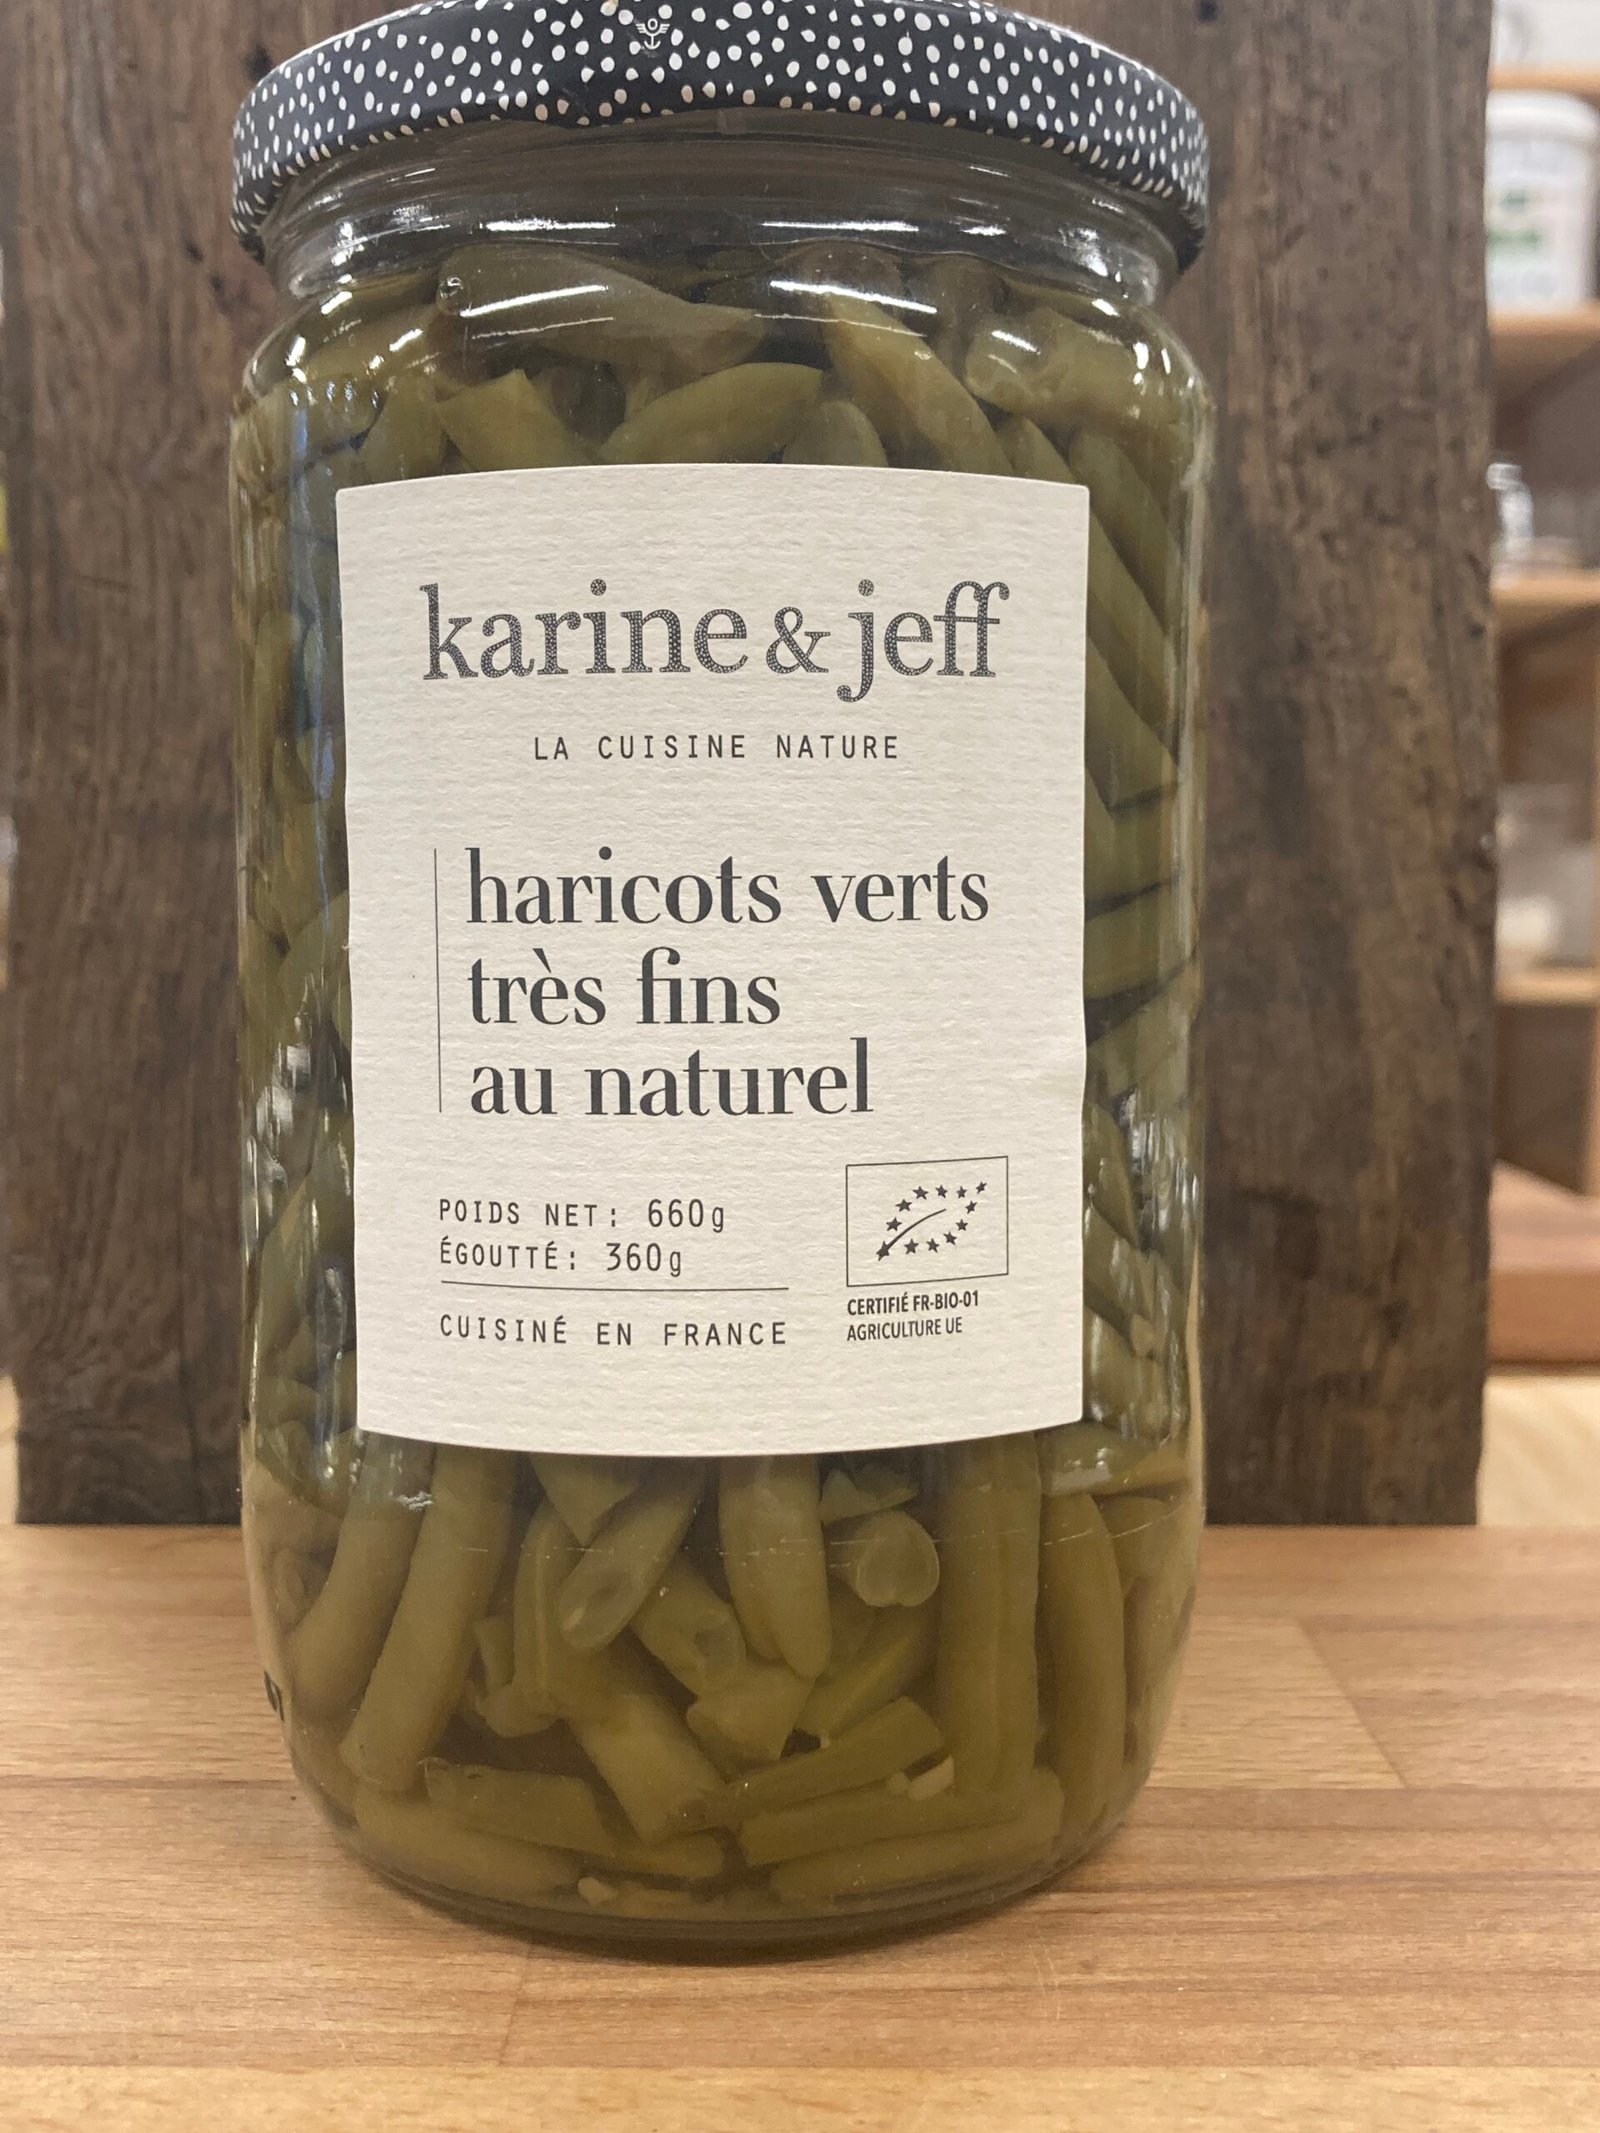 karine & jeff
LA CUISINE NATURE
haricots verts
très fins
au naturel
POIDS NET: 660g
ÉGOUTTÉ: 360g
CUISINÉ EN FRANCE
CERTIFIÉ FR-BIO-01
AGRICULTURE UE